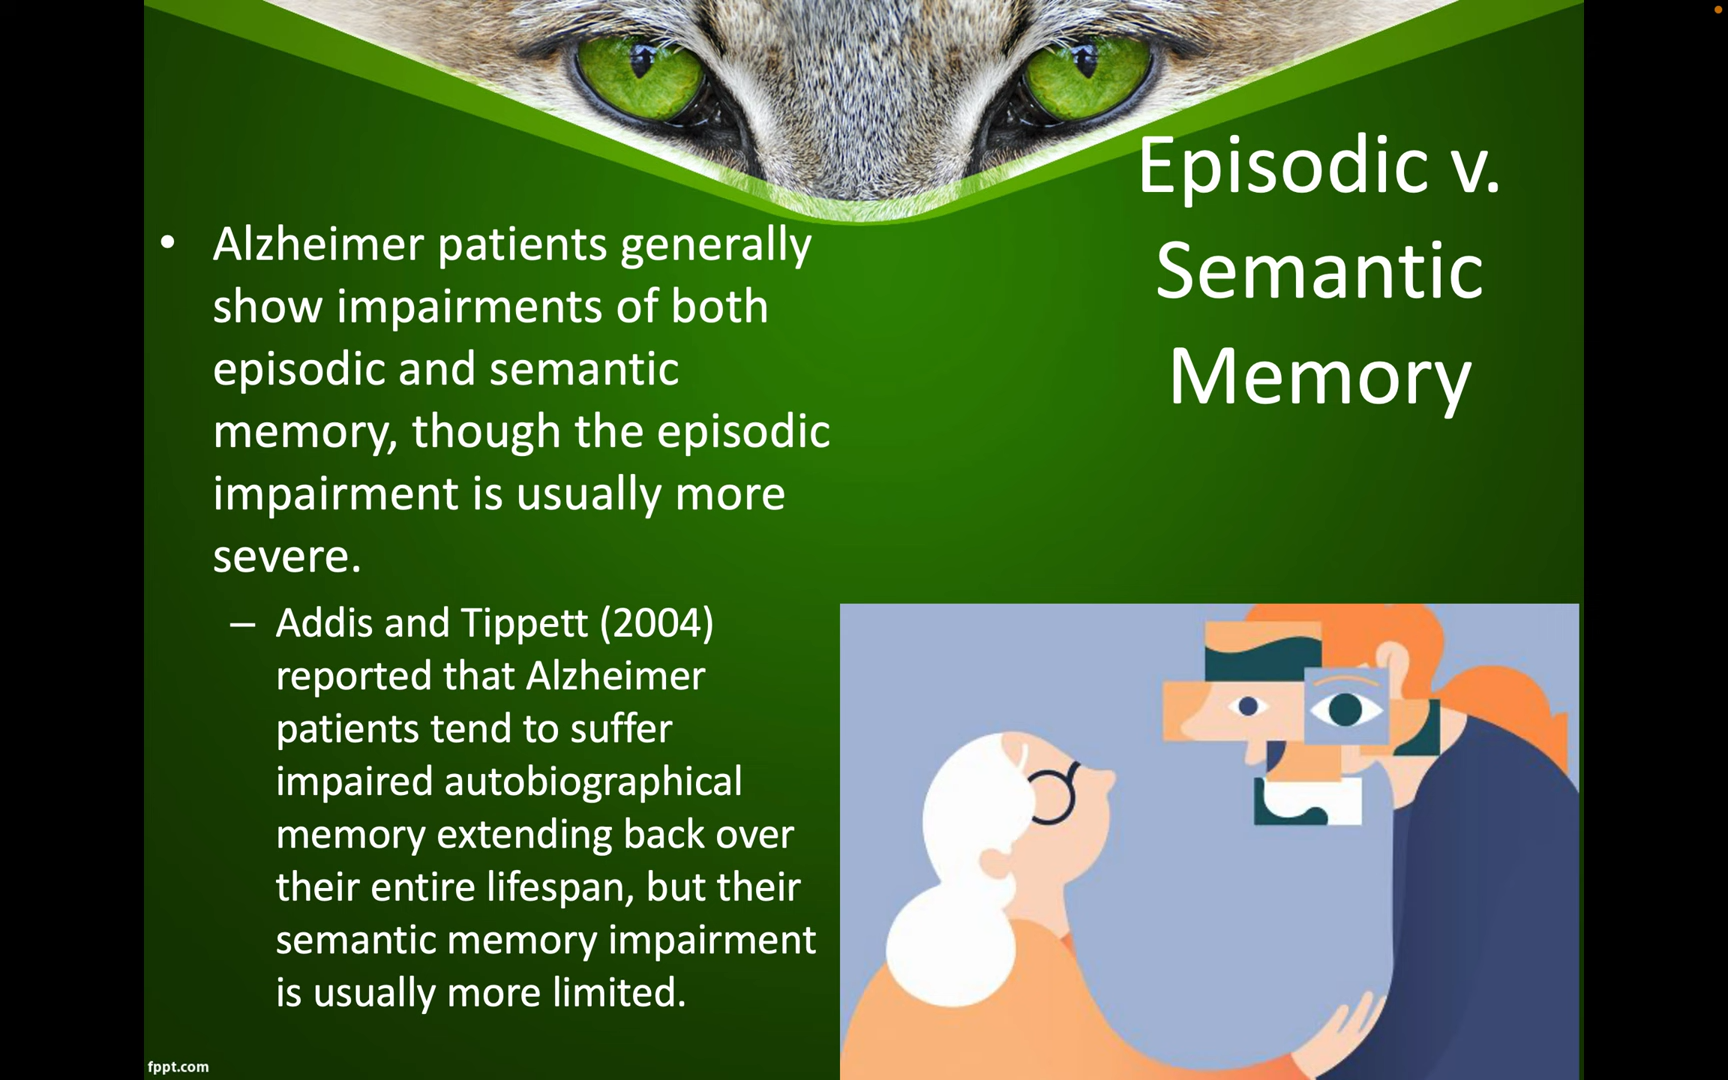 Episodic v.
Semantic
Memory
• Alzheimer patients generally
show impairments of both
episodic and semantic
memory, though the episodic
impairment is usually more
severe.
– Addis and Tippett (2004)
reported that Alzheimer
patients tend to suffer
impaired autobiographical
memory extending back over
their entire lifespan, but their
semantic memory impairment
is usually more limited.
fppt.com